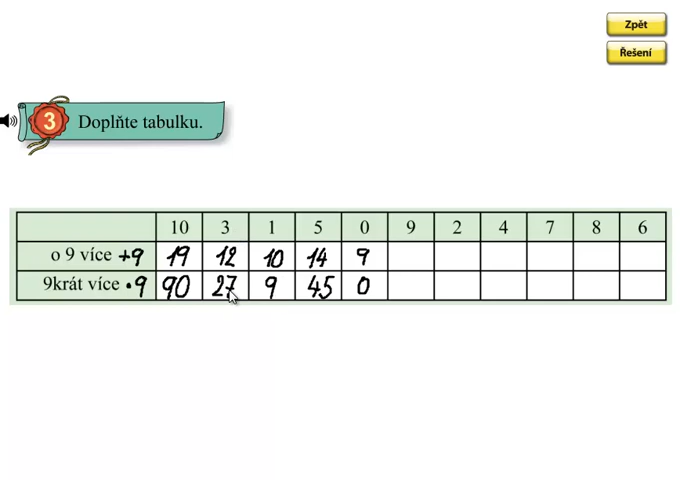 Zpět
Řešení
3 Doplňte tabulku.
10 3 1 5 0 9 2 4 7 8 6
o 9 více +9 19 12 10 14 9
9krát více •9 90 27 9 45 0